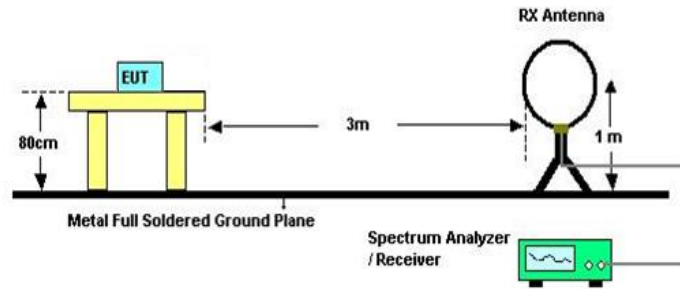 RX Antenna
EUT
3m
80cm
1 m
Metal Full Soldered Ground Plane
Spectrum Analyzer
/ Receiver